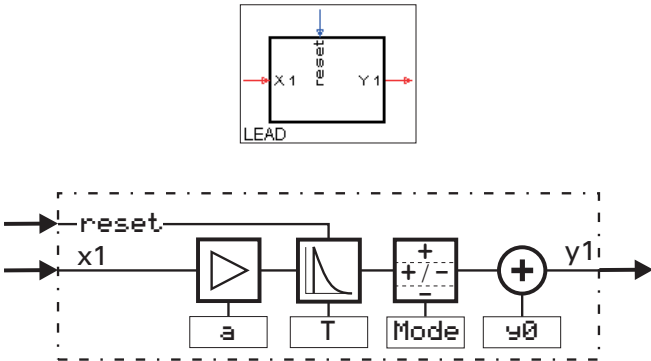 reset
X1 Y1
LEAD
reset
x1 y1
+
+/-
-
+
a T Mode y0